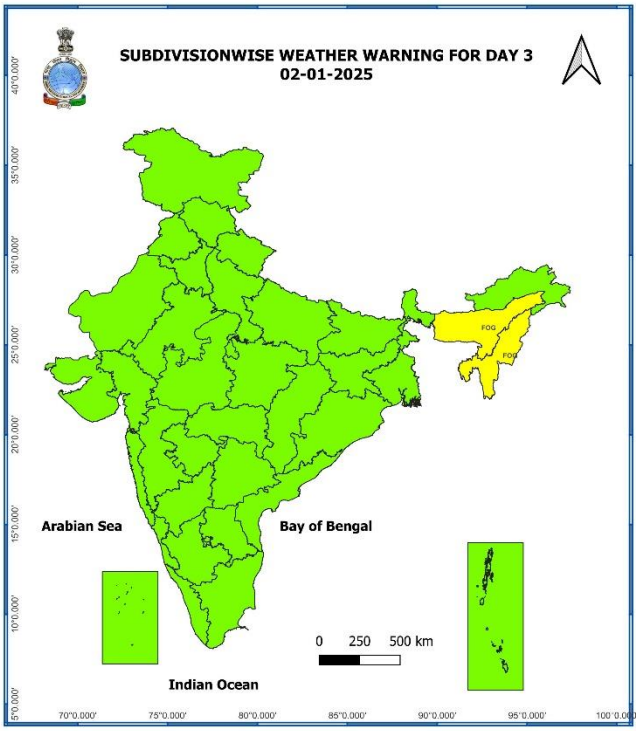 SUBDIVISIONWISE WEATHER WARNING FOR DAY 3
02-01-2025
40°0.000'
35°0.000'
30°0.000'
25°0.000'
20°0.000'
15°0.000'
10°0.000'
5°0.000'
FOG
FOG
Arabian Sea
Bay of Bengal
0 250 500 km
Indian Ocean
70°0.000' 75°0.000' 80°0.000' 85°0.000' 90°0.000' 95°0.000' 100°0.00